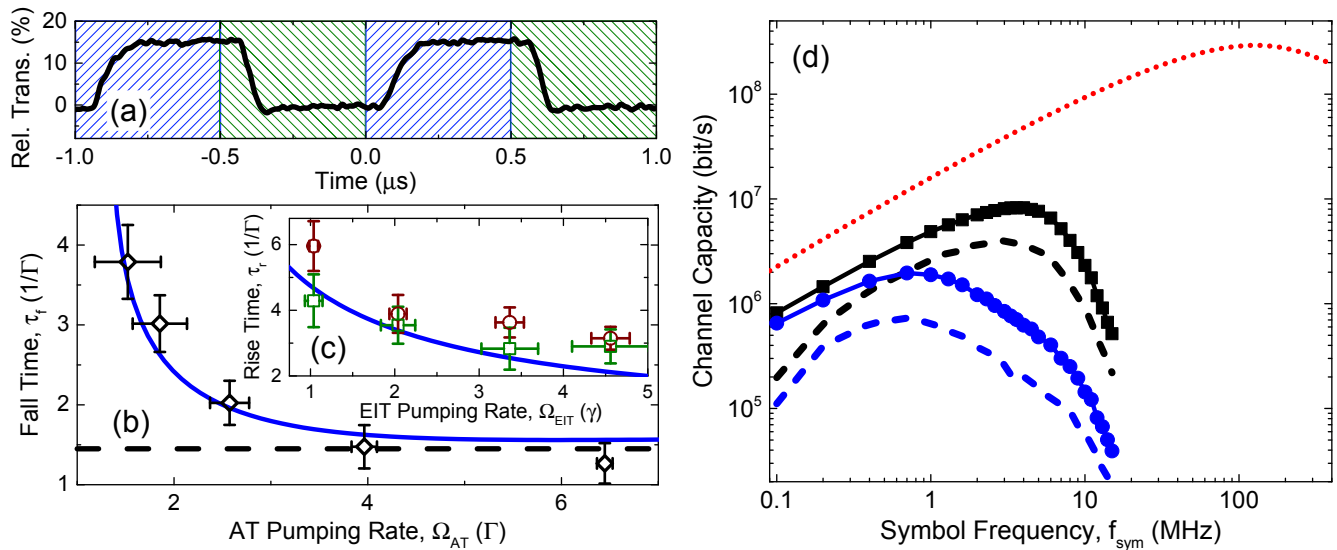 Rel. Trans. (%)
20
15
10
0
(a)
-1.0 -0.5 0.0 0.5 1.0
Time (μs)
Fall Time, τf (1/Γ)
4
3
2
1
(b)
2 4 6
AT Pumping Rate, ΩAT (Γ)
Rise Time, τr (1/Γ)
6
4
2
(c)
1 2 3 4 5
EIT Pumping Rate, ΩEIT (γ)
(d)
Channel Capacity (bit/s)
10^8
10^7
10^6
10^5
0.1 1 10 100
Symbol Frequency, fsym (MHz)